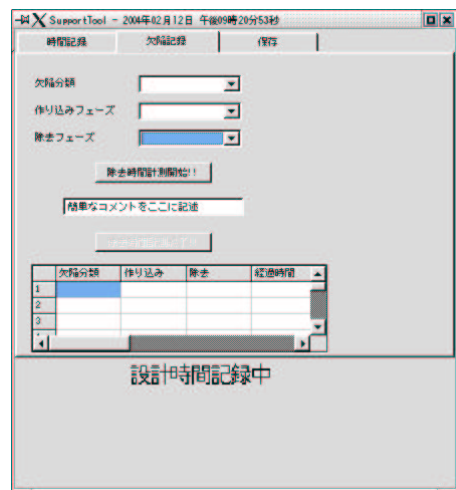 SupportTool - 2004年02月12日 午後09時20分53秒
時間記録 欠陥記録 保存
欠陥分類
作り込みフェーズ
除去フェーズ
除去時間計測開始!!
簡単なコメントをここに記述
欠陥分類 作り込み 除去 経過時間
1
2
3
設計時間記録中